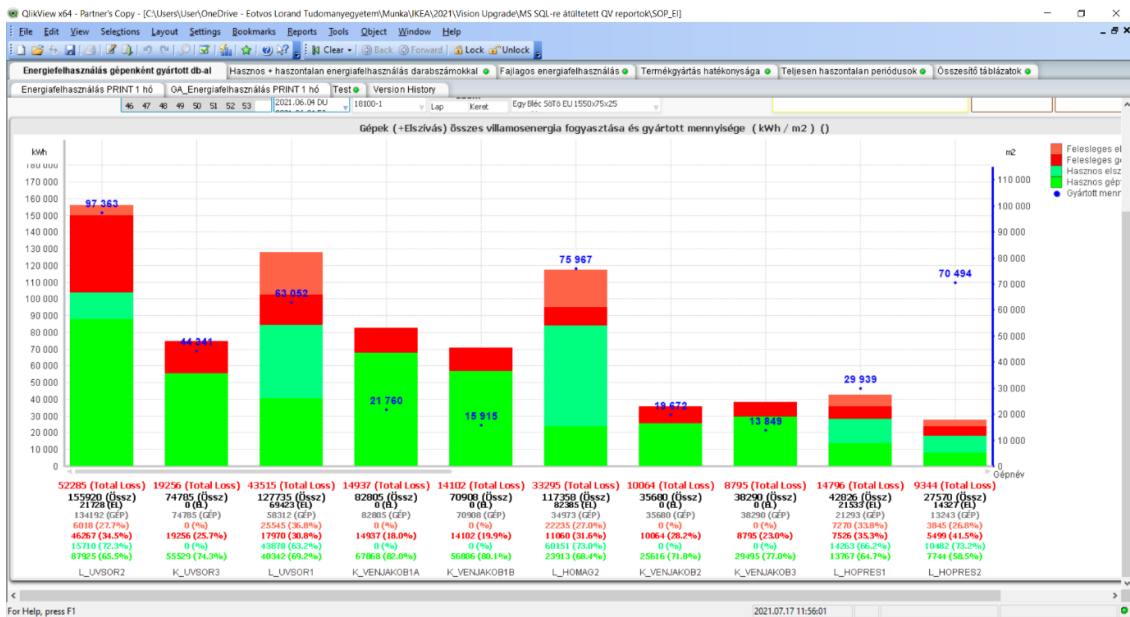 QlikView x64 - Partner's Copy - [C:\Users\User\OneDrive - Eotvos Lorand Tudomanyegyetem\Munka\IKEA\2021\Vision Upgrade\MS SQL-re átültetett QV reportok\SOP_EI]
File Edit View Selections Layout Settings Bookmarks Reports Tools Object Window Help
Clear Back Forward Lock Unlock
Energiefelhasználás gépenként gyártott db-al Hasznos + haszontalan energiafelhasználás darabszámokkal Fajlagos energiafelhasználás Termékgyártás hatékonysága Teljesen haszontalan periódusok Összesítő táblázatok
Energiafelhasználás PRINT 1 hó GA_Energiafelhasználás PRINT 1 hó Test Version History
46 47 48 49 50 51 52 53 2021.06.04 DU 18100-1 Lap Keret Egy Bléc SöTö EU 1550x75x25
Gépek (+Elszívás) összes villamosenergia fogyasztása és gyártott mennyisége ( kWh / m2 ) ()
kWh
m2
Felesleges el
Felesleges gé
Hasznos elsz
Hasznos gép
Gyártott menn
180 000
170 000
160 000
150 000
140 000
130 000
120 000
110 000
100 000
90 000
80 000
70 000
60 000
50 000
40 000
30 000
20 000
10 000
0
110 000
100 000
90 000
80 000
70 000
60 000
50 000
40 000
30 000
20 000
10 000
0
Gépnév
97 363 44 341 63 052 21 760 15 915 75 967 19 672 13 849 29 939 70 494
52285 (Total Loss) 19256 (Total Loss) 43515 (Total Loss) 14937 (Total Loss) 14102 (Total Loss) 33295 (Total Loss) 10064 (Total Loss) 8795 (Total Loss) 14796 (Total Loss) 9344 (Total Loss)
155920 (Össz) 74785 (Össz) 127735 (Össz) 82805 (Össz) 70908 (Össz) 117358 (Össz) 35680 (Össz) 38290 (Össz) 42826 (Össz) 27570 (Össz)
21728 (EL) 0 (EL) 69423 (EL) 0 (EL) 0 (EL) 82385 (EL) 0 (EL) 0 (EL) 21533 (EL) 14327 (EL)
134192 (GÉP) 74785 (GÉP) 58312 (GÉP) 82805 (GÉP) 70908 (GÉP) 34973 (GÉP) 35680 (GÉP) 38290 (GÉP) 21293 (GÉP) 13243 (GÉP)
6018 (27.7%) 0 (%) 25545 (36.8%) 0 (%) 0 (%) 22235 (27.0%) 0 (%) 0 (%) 7270 (33.8%) 3845 (26.8%)
46267 (34.5%) 19256 (25.7%) 17970 (30.8%) 14937 (18.0%) 14102 (19.9%) 11060 (31.6%) 10064 (28.2%) 8795 (23.0%) 7526 (35.3%) 5499 (41.5%)
15710 (72.3%) 0 (%) 43878 (63.2%) 0 (%) 0 (%) 60151 (73.0%) 0 (%) 0 (%) 14263 (66.2%) 10482 (73.2%)
87925 (65.5%) 55529 (74.3%) 40342 (69.2%) 67868 (82.0%) 56806 (80.1%) 23913 (68.4%) 25616 (71.8%) 29495 (77.0%) 13767 (64.7%) 7744 (58.5%)
L_UVSOR2 K_UVSOR3 L_UVSOR1 K_VENJAKOB1A K_VENJAKOB1B L_HOMAG2 K_VENJAKOB2 K_VENJAKOB3 L_HOPRES1 L_HOPRES2
For Help, press F1 2021.07.17 11:56:01